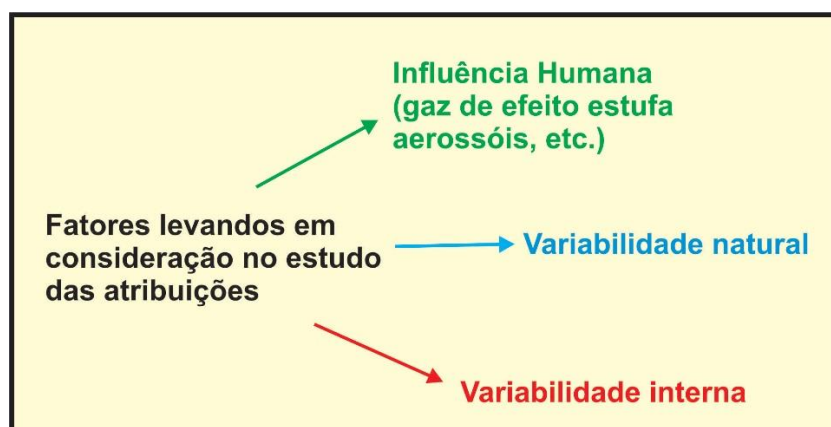 Influência Humana
(gaz de efeito estufa
aerossóis, etc.)
Fatores levandos em
consideração no estudo
das atribuições
Variabilidade natural
Variabilidade interna